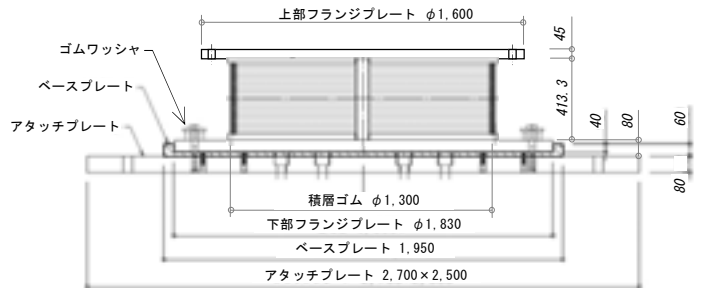 上部フランジプレート φ1,600
ゴムワッシャ
ベースプレート
アタッチプレート
45
413.3
40
80
60
80
積層ゴム φ1,300
下部フランジプレート φ1,830
ベースプレート 1,950
アタッチプレート 2,700×2,500